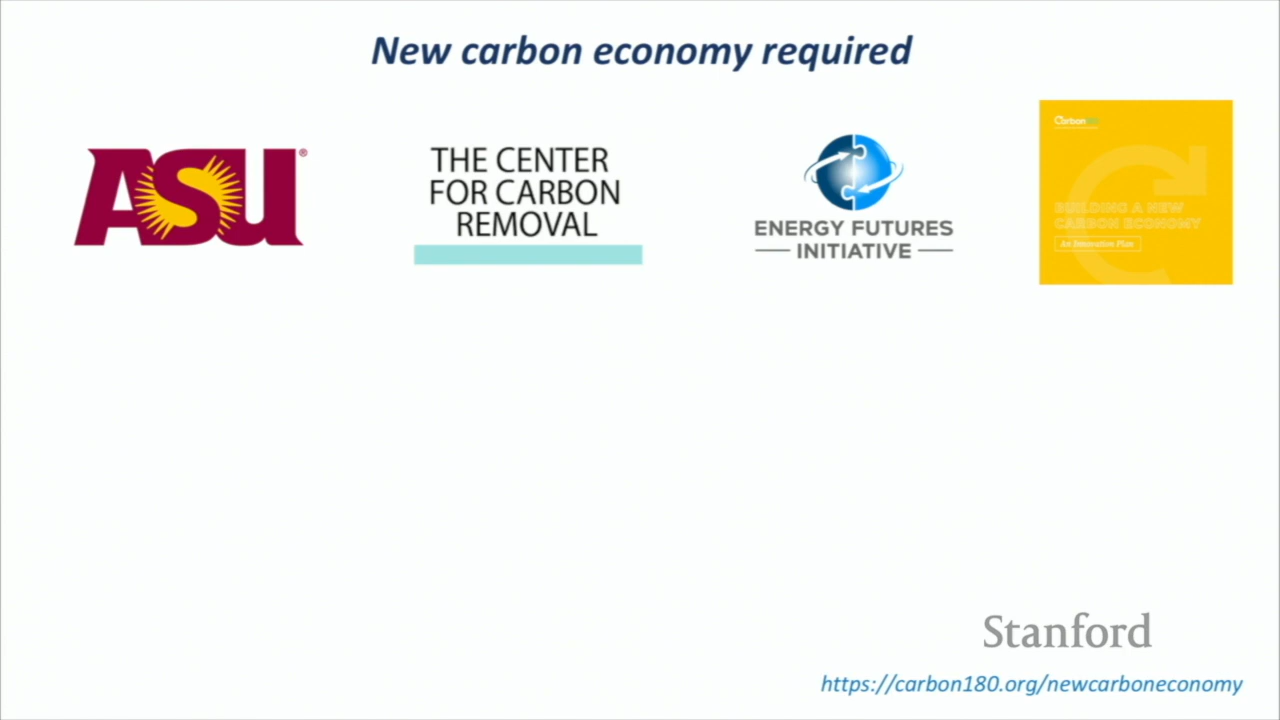 New carbon economy required
ASU®
THE CENTER
FOR CARBON
REMOVAL
ENERGY FUTURES
INITIATIVE
Carbon180
BUILDING A NEW
CARBON ECONOMY
An Innovation Plan
Stanford
https://carbon180.org/newcarboneconomy